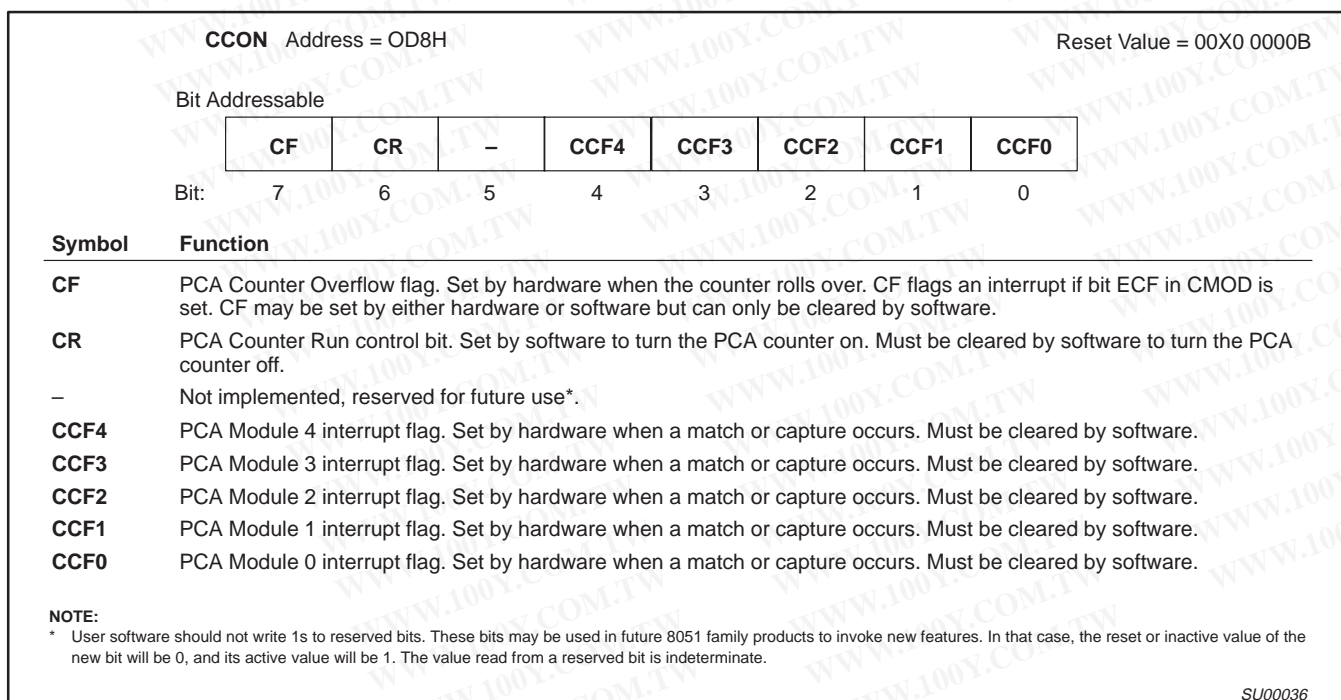 CCON Address = OD8H Reset Value = 00X0 0000B
Bit Addressable
CF CR – CCF4 CCF3 CCF2 CCF1 CCF0
Bit: 7 6 5 4 3 2 1 0
Symbol Function
CF PCA Counter Overflow flag. Set by hardware when the counter rolls over. CF flags an interrupt if bit ECF in CMOD is
set. CF may be set by either hardware or software but can only be cleared by software.
CR PCA Counter Run control bit. Set by software to turn the PCA counter on. Must be cleared by software to turn the PCA
counter off.
– Not implemented, reserved for future use*.
CCF4 PCA Module 4 interrupt flag. Set by hardware when a match or capture occurs. Must be cleared by software.
CCF3 PCA Module 3 interrupt flag. Set by hardware when a match or capture occurs. Must be cleared by software.
CCF2 PCA Module 2 interrupt flag. Set by hardware when a match or capture occurs. Must be cleared by software.
CCF1 PCA Module 1 interrupt flag. Set by hardware when a match or capture occurs. Must be cleared by software.
CCF0 PCA Module 0 interrupt flag. Set by hardware when a match or capture occurs. Must be cleared by software.
NOTE:
* User software should not write 1s to reserved bits. These bits may be used in future 8051 family products to invoke new features. In that case, the reset or inactive value of the
new bit will be 0, and its active value will be 1. The value read from a reserved bit is indeterminate.
SU00036
WWW.100Y.COM.TW